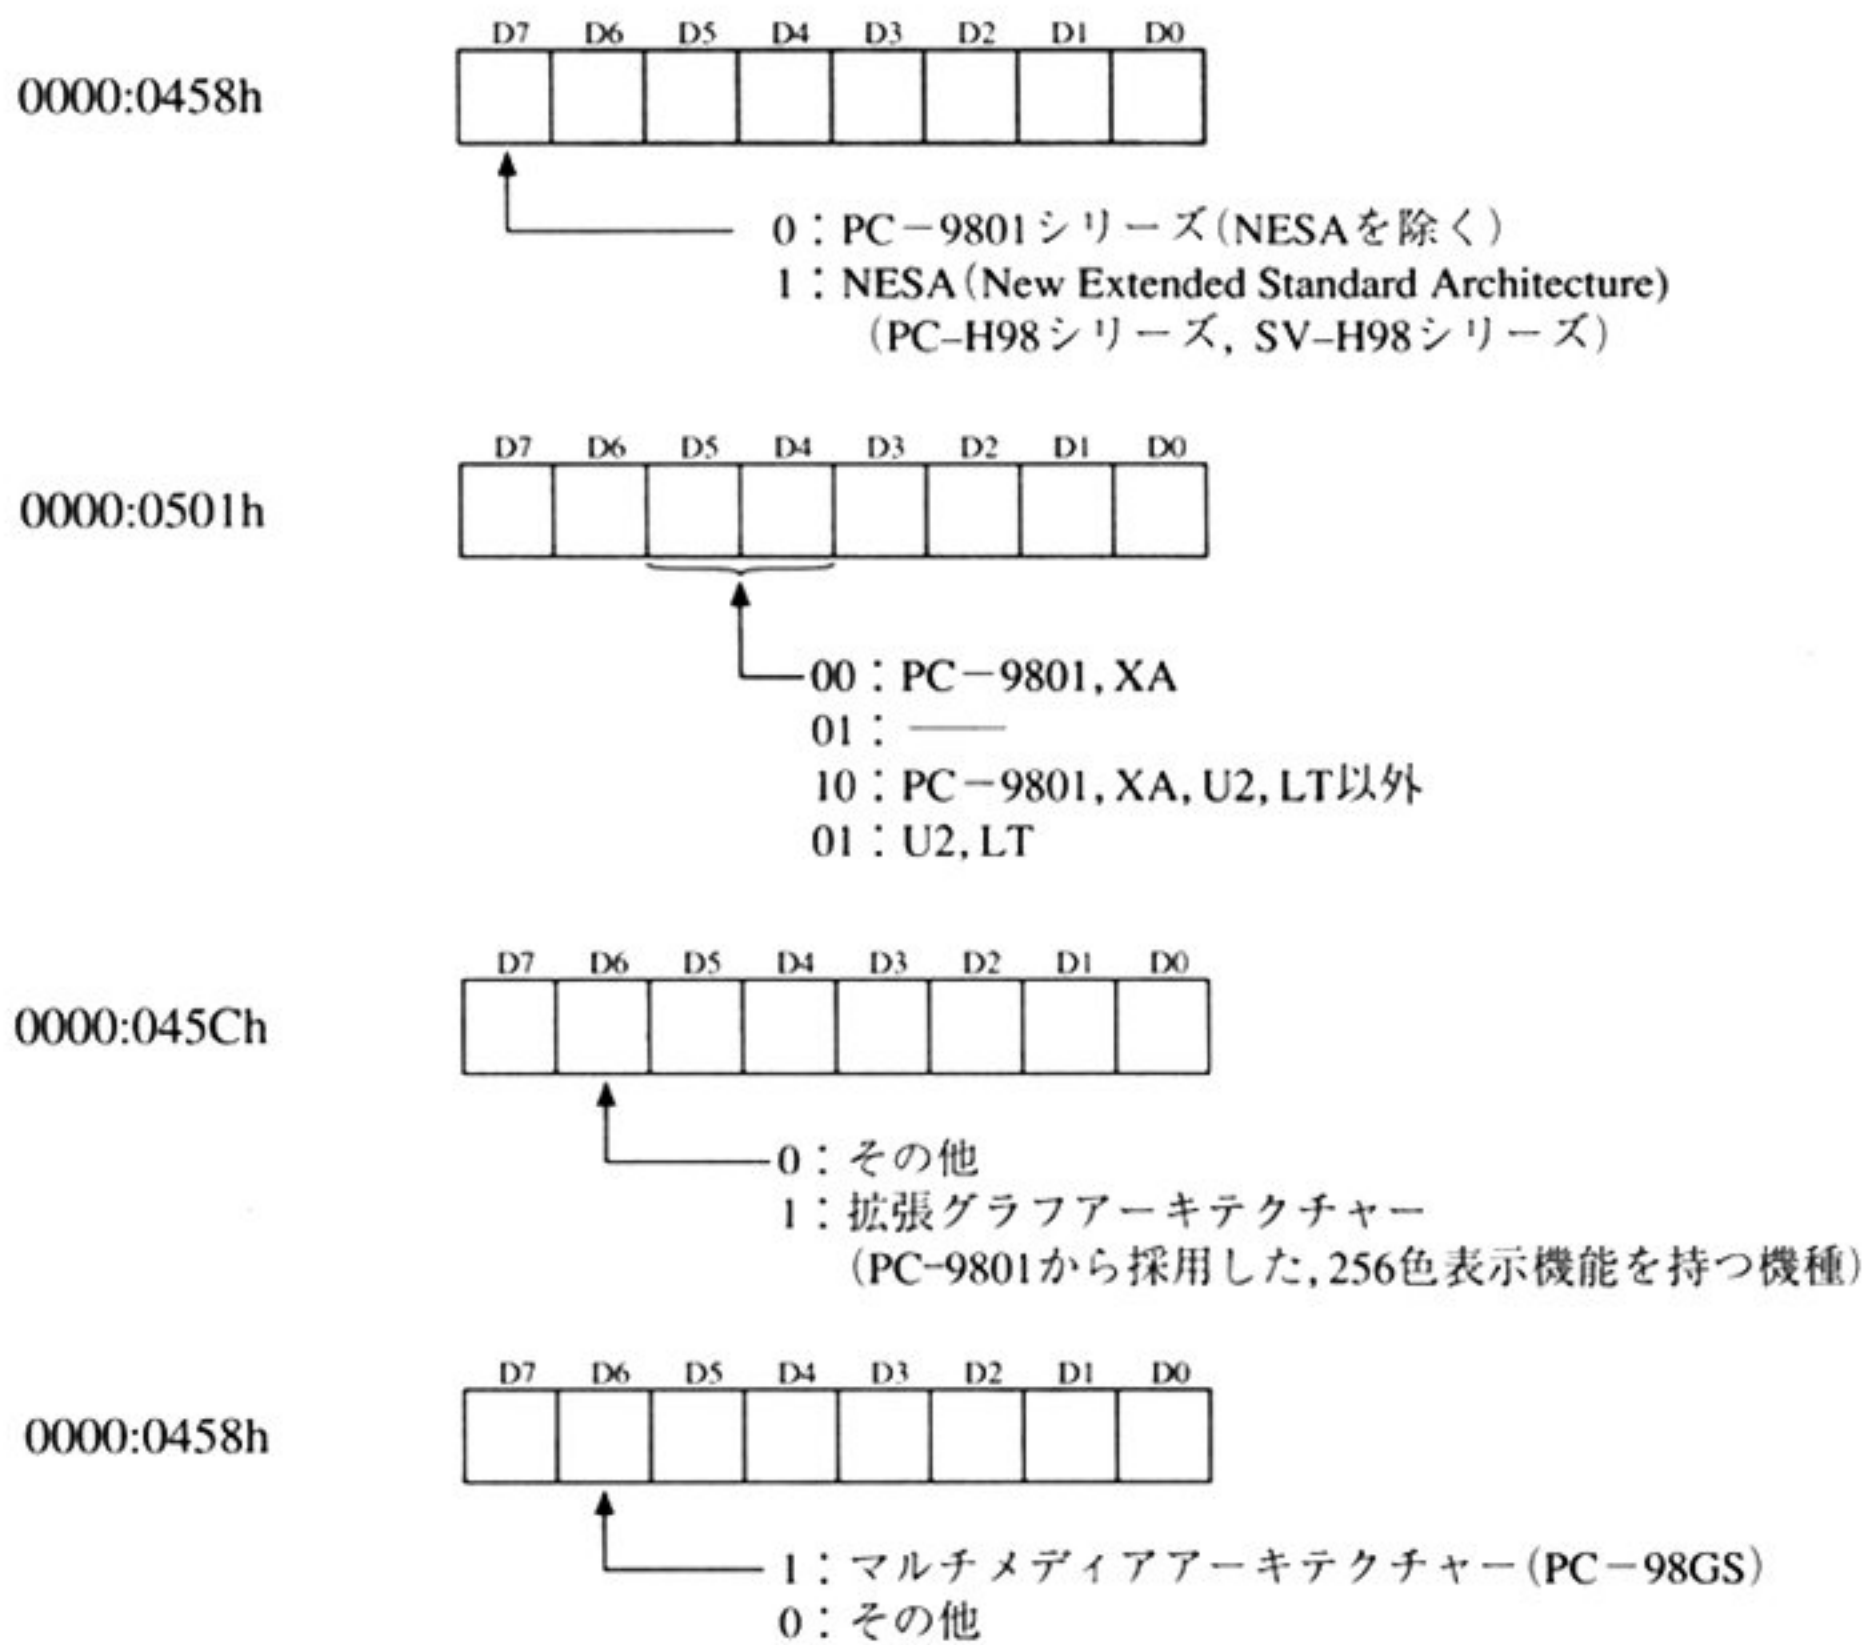 D7 D6 D5 D4 D3 D2 D1 D0
0000:0458h
0：PC－9801シリーズ(NESAを除く)
1：NESA(New Extended Standard Architecture)
(PC–H98シリーズ, SV–H98シリーズ)
D7 D6 D5 D4 D3 D2 D1 D0
0000:0501h
00：PC－9801, XA
01：――
10：PC－9801, XA, U2, LT以外
01：U2, LT
D7 D6 D5 D4 D3 D2 D1 D0
0000:045Ch
0：その他
1：拡張グラフアーキテクチャー
(PC-9801から採用した, 256色表示機能を持つ機種)
D7 D6 D5 D4 D3 D2 D1 D0
0000:0458h
1：マルチメディアアーキテクチャー(PC－98GS)
0：その他